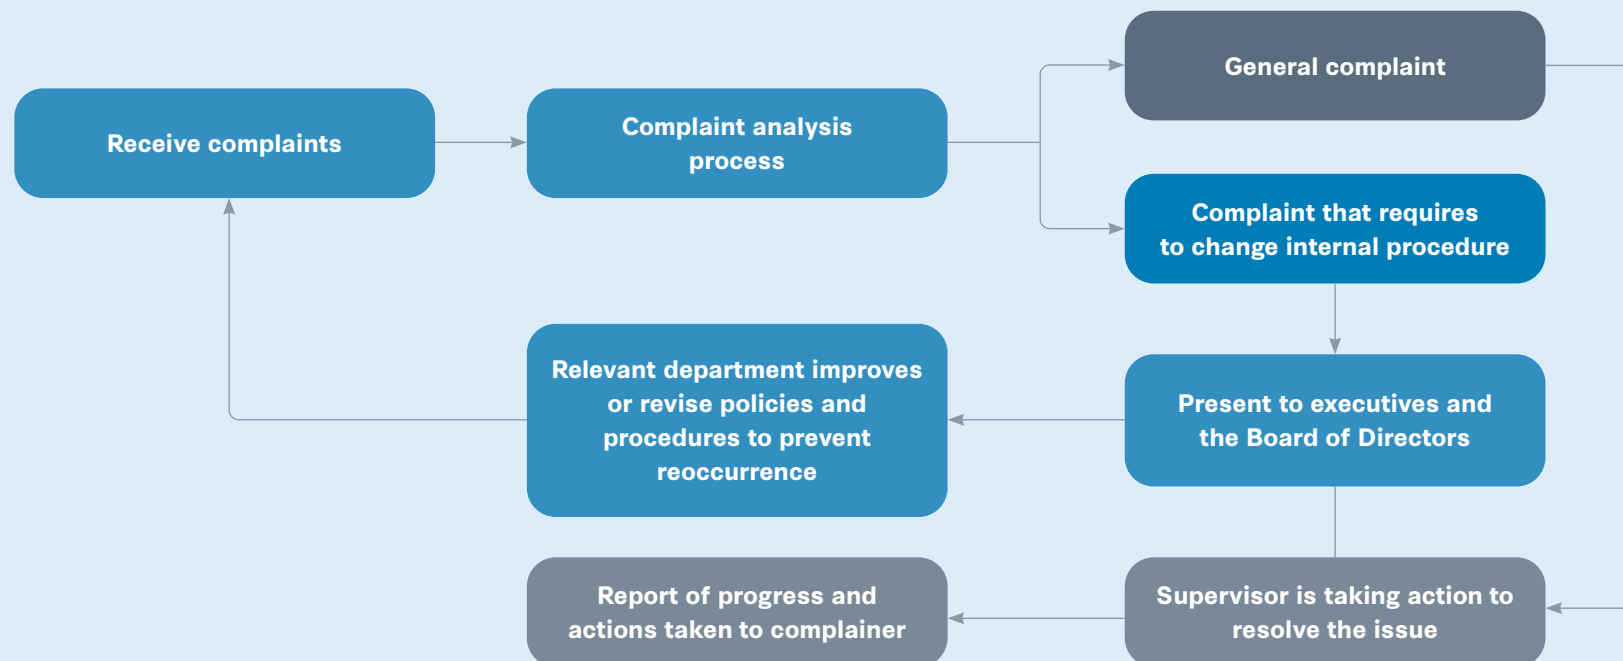 General complaint
Receive complaints
Complaint analysis
process
Complaint that requires
to change internal procedure
Relevant department improves
or revise policies and
procedures to prevent
reoccurrence
Present to executives and
the Board of Directors
Report of progress and
actions taken to complainer
Supervisor is taking action to
resolve the issue